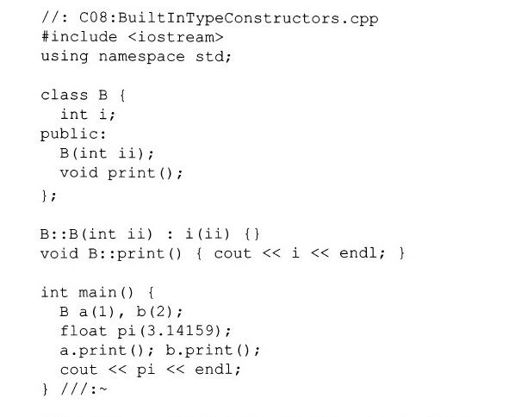 //: C08:BuiltInTypeConstructors.cpp
#include <iostream>
using namespace std;

class B {
  int i;
public:
  B(int ii);
  void print();
};

B::B(int ii) : i(ii) {}
void B::print() { cout << i << endl; }

int main() {
  B a(1), b(2);
  float pi(3.14159);
  a.print(); b.print();
  cout << pi << endl;
} ///:~